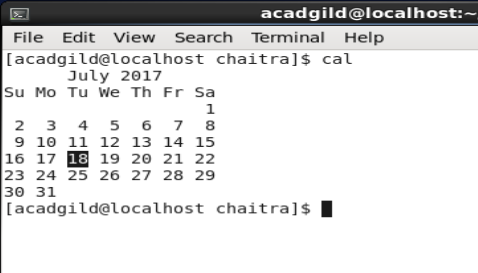 acadgild@localhost:~
File Edit View Search Terminal Help
[acadgild@localhost chaitra]$ cal
      July 2017
Su Mo Tu We Th Fr Sa
                   1
 2  3  4  5  6  7  8
 9 10 11 12 13 14 15
16 17 18 19 20 21 22
23 24 25 26 27 28 29
30 31
[acadgild@localhost chaitra]$